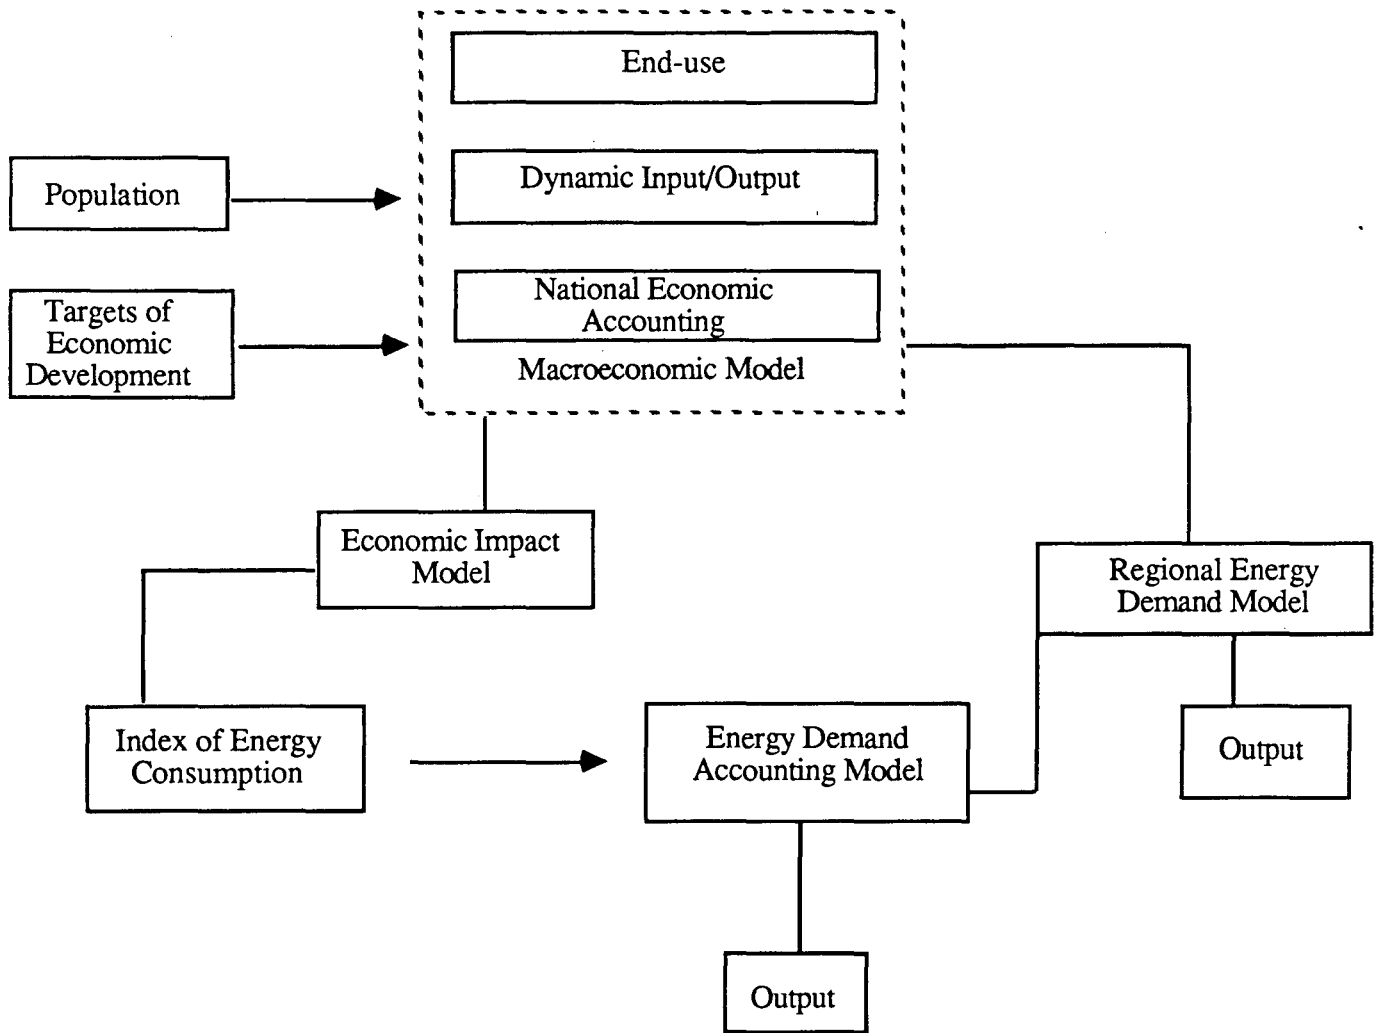 End-use
Dynamic Input/Output
Population
National Economic
Accounting
Macroeconomic Model
Targets of
Economic
Development
Economic Impact
Model
Regional Energy
Demand Model
Index of Energy
Consumption
Energy Demand
Accounting Model
Output
Output